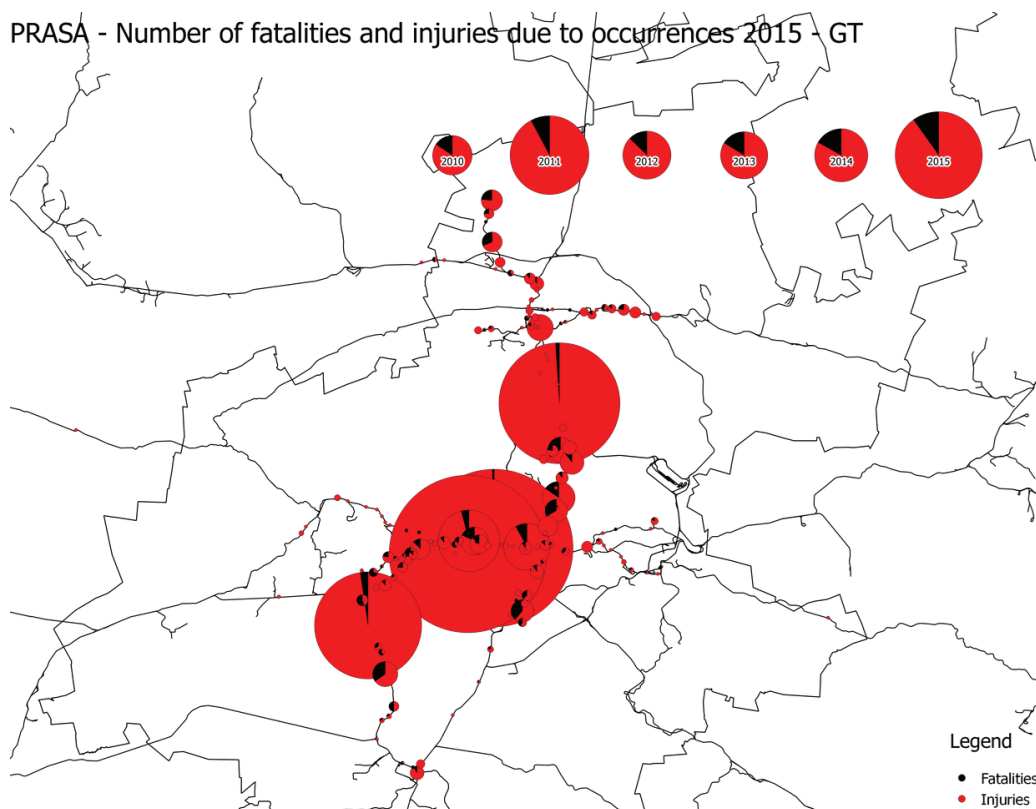 PRASA - Number of fatalities and injuries due to occurrences 2015 - GT
2010 2011 2012 2013 2014 2015
Legend
Fatalities
Injuries